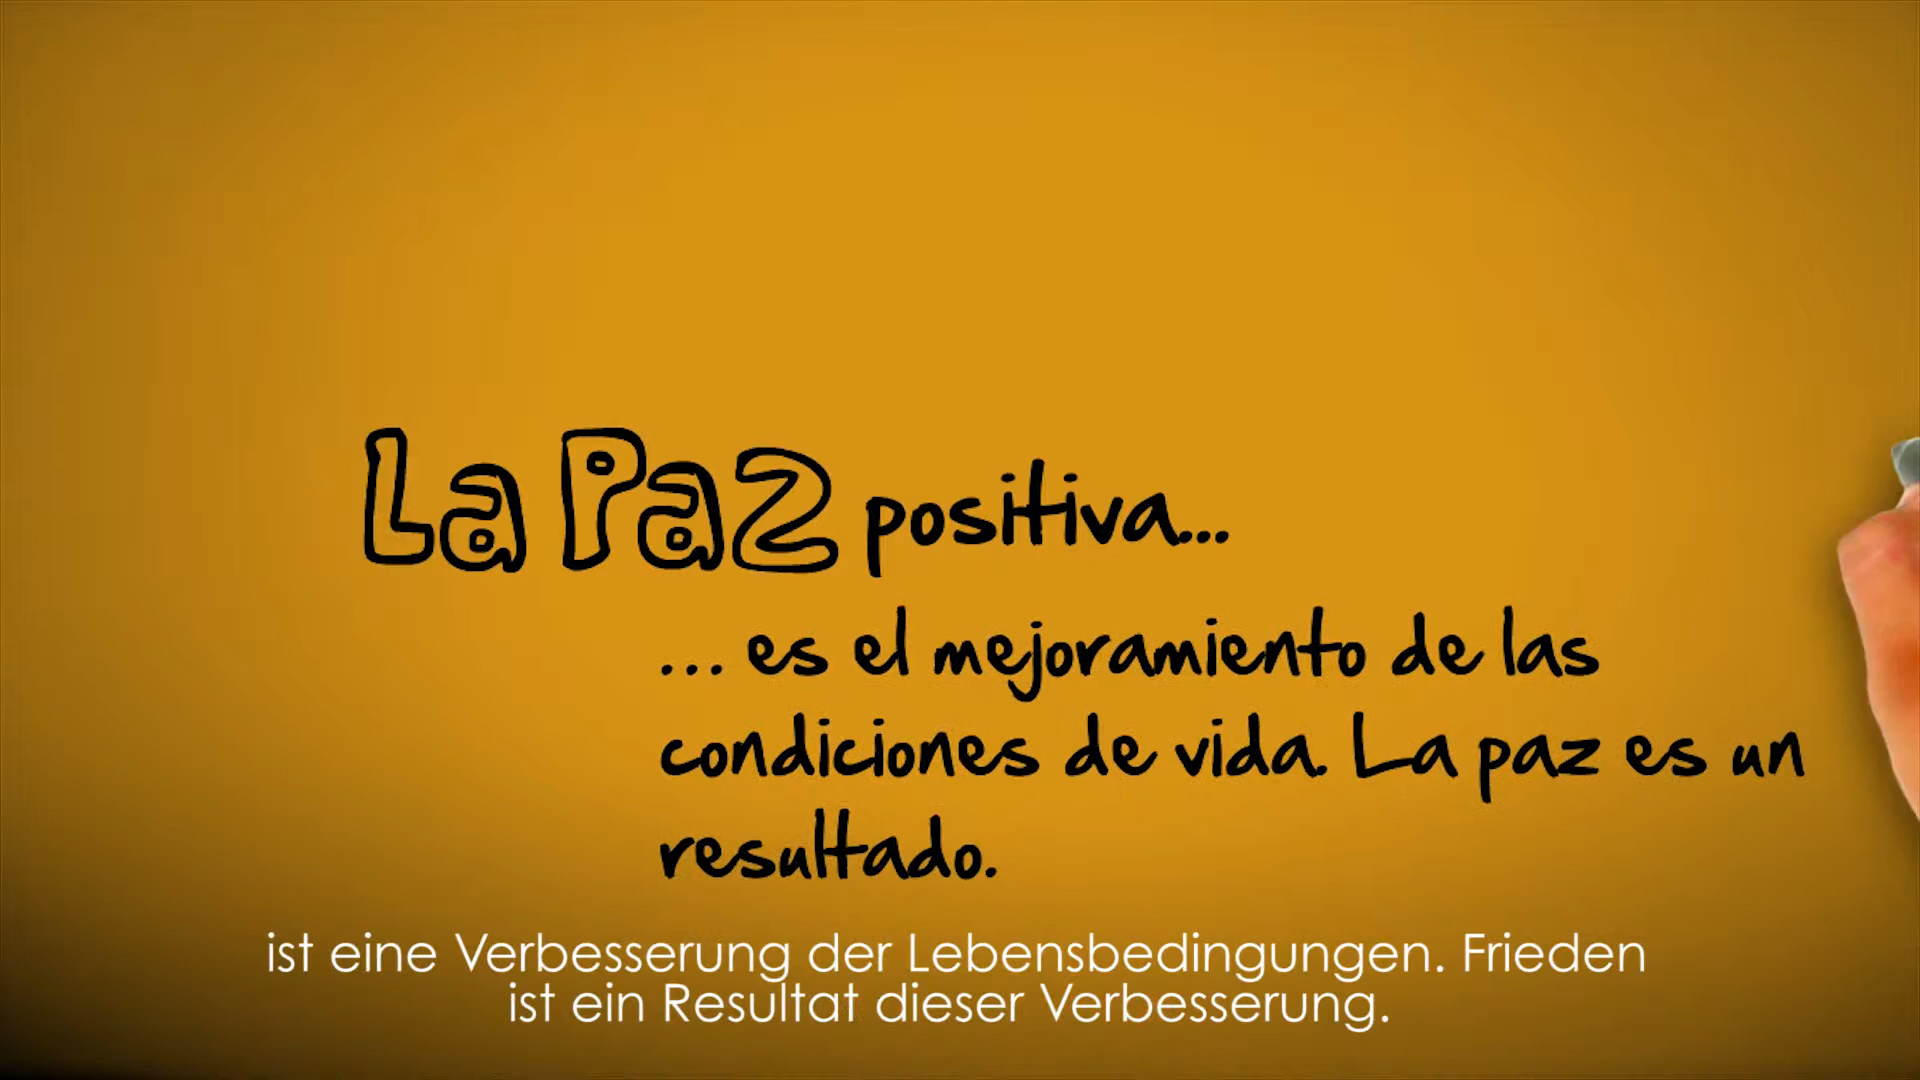 La Paz positiva...
... es el mejoramiento de las
condiciones de vida. La paz es un
resultado.
ist eine Verbesserung der Lebensbedingungen. Frieden
ist ein Resultat dieser Verbesserung.